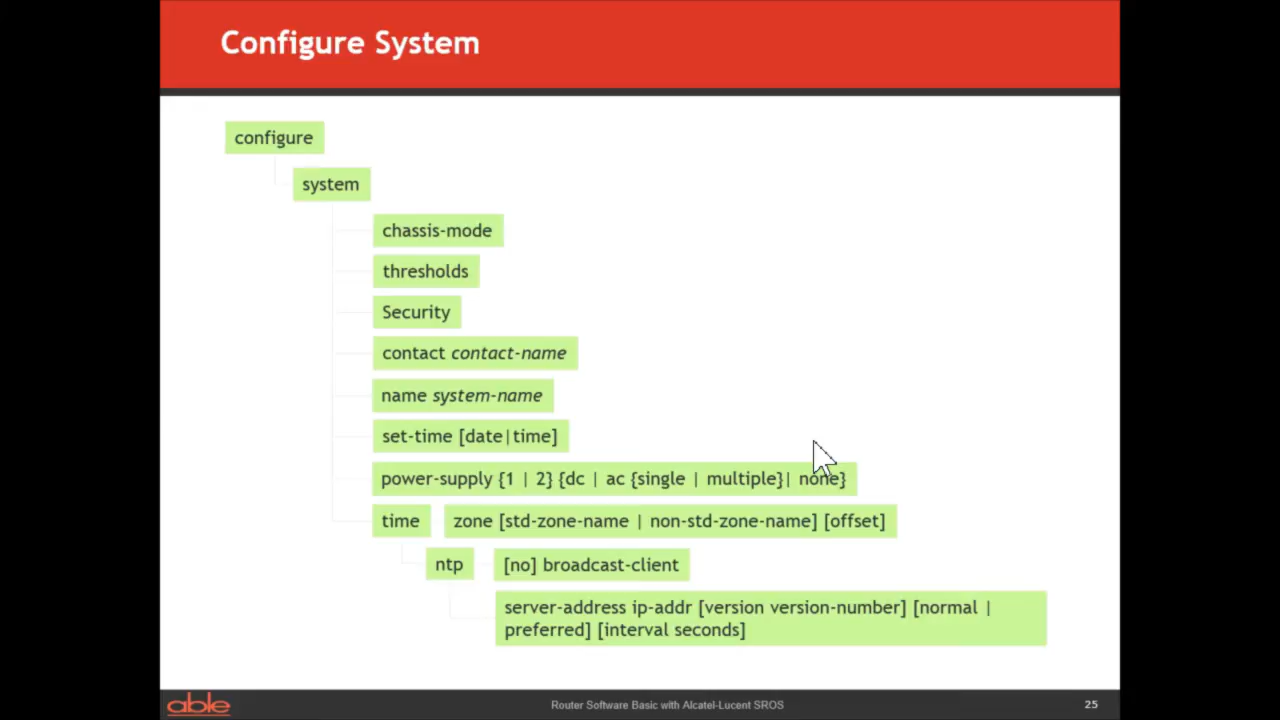 Configure System
configure
system
chassis-mode
thresholds
Security
contact contact-name
name system-name
set-time [date|time]
power-supply {1 | 2} {dc | ac {single | multiple}| none}
time zone [std-zone-name | non-std-zone-name] [offset]
ntp [no] broadcast-client
server-address ip-addr [version version-number] [normal |
preferred] [interval seconds]
able Router Software Basic with Alcatel-Lucent SROS 25